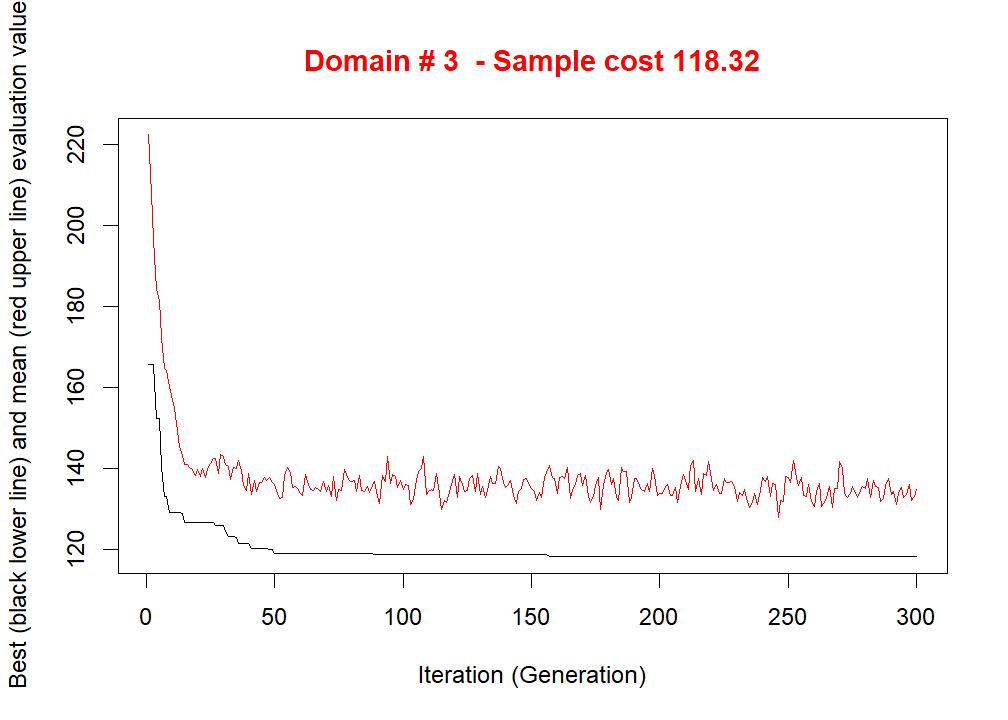 Domain # 3  - Sample cost 118.32
Best (black lower line) and mean (red upper line) evaluation value
220
200
180
160
140
120
0 50 100 150 200 250 300
Iteration (Generation)